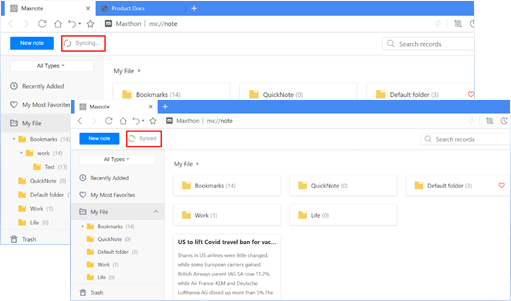 Maxnote
Product Docs
Maxthon | mx://note
New note
Syncing...
Search records
All Types
My File
Recently Added
My Most Favorites
My File
Bookmarks (14)
work (14)
Test (13)
QuickNote (0)
Default folder (3)
Work (1)
Life (0)
Trash
Bookmarks (14)
QuickNote (0)
Default folder (3)
Maxnote
Maxthon | mx://note
New note
Synced
Search records
All Types
My File
Recently Added
My Most Favorites
My File
Bookmarks (14)
QuickNote (0)
Default folder (3)
Work (1)
Life (0)
Trash
Bookmarks (14)
QuickNote (0)
Default folder (3)
Work (1)
Life (0)
US to lift Covid travel ban for vac...
Shares in US airlines were little changed,
while some European carriers gained.
British Airways parent IAG SA rose 11.2%,
while Air France-KLM and Deutsche
Lufthansa AG closed up more than 5%.The